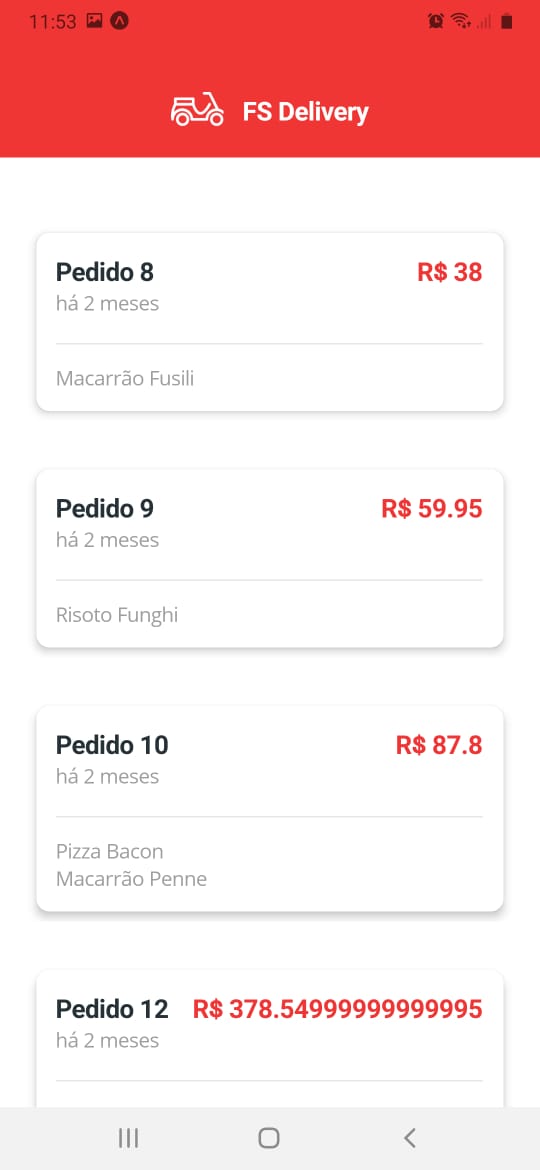 11:53
FS Delivery
Pedido 8 R$ 38
há 2 meses
Macarrão Fusili
Pedido 9 R$ 59.95
há 2 meses
Risoto Funghi
Pedido 10 R$ 87.8
há 2 meses
Pizza Bacon
Macarrão Penne
Pedido 12 R$ 378.54999999999995
há 2 meses